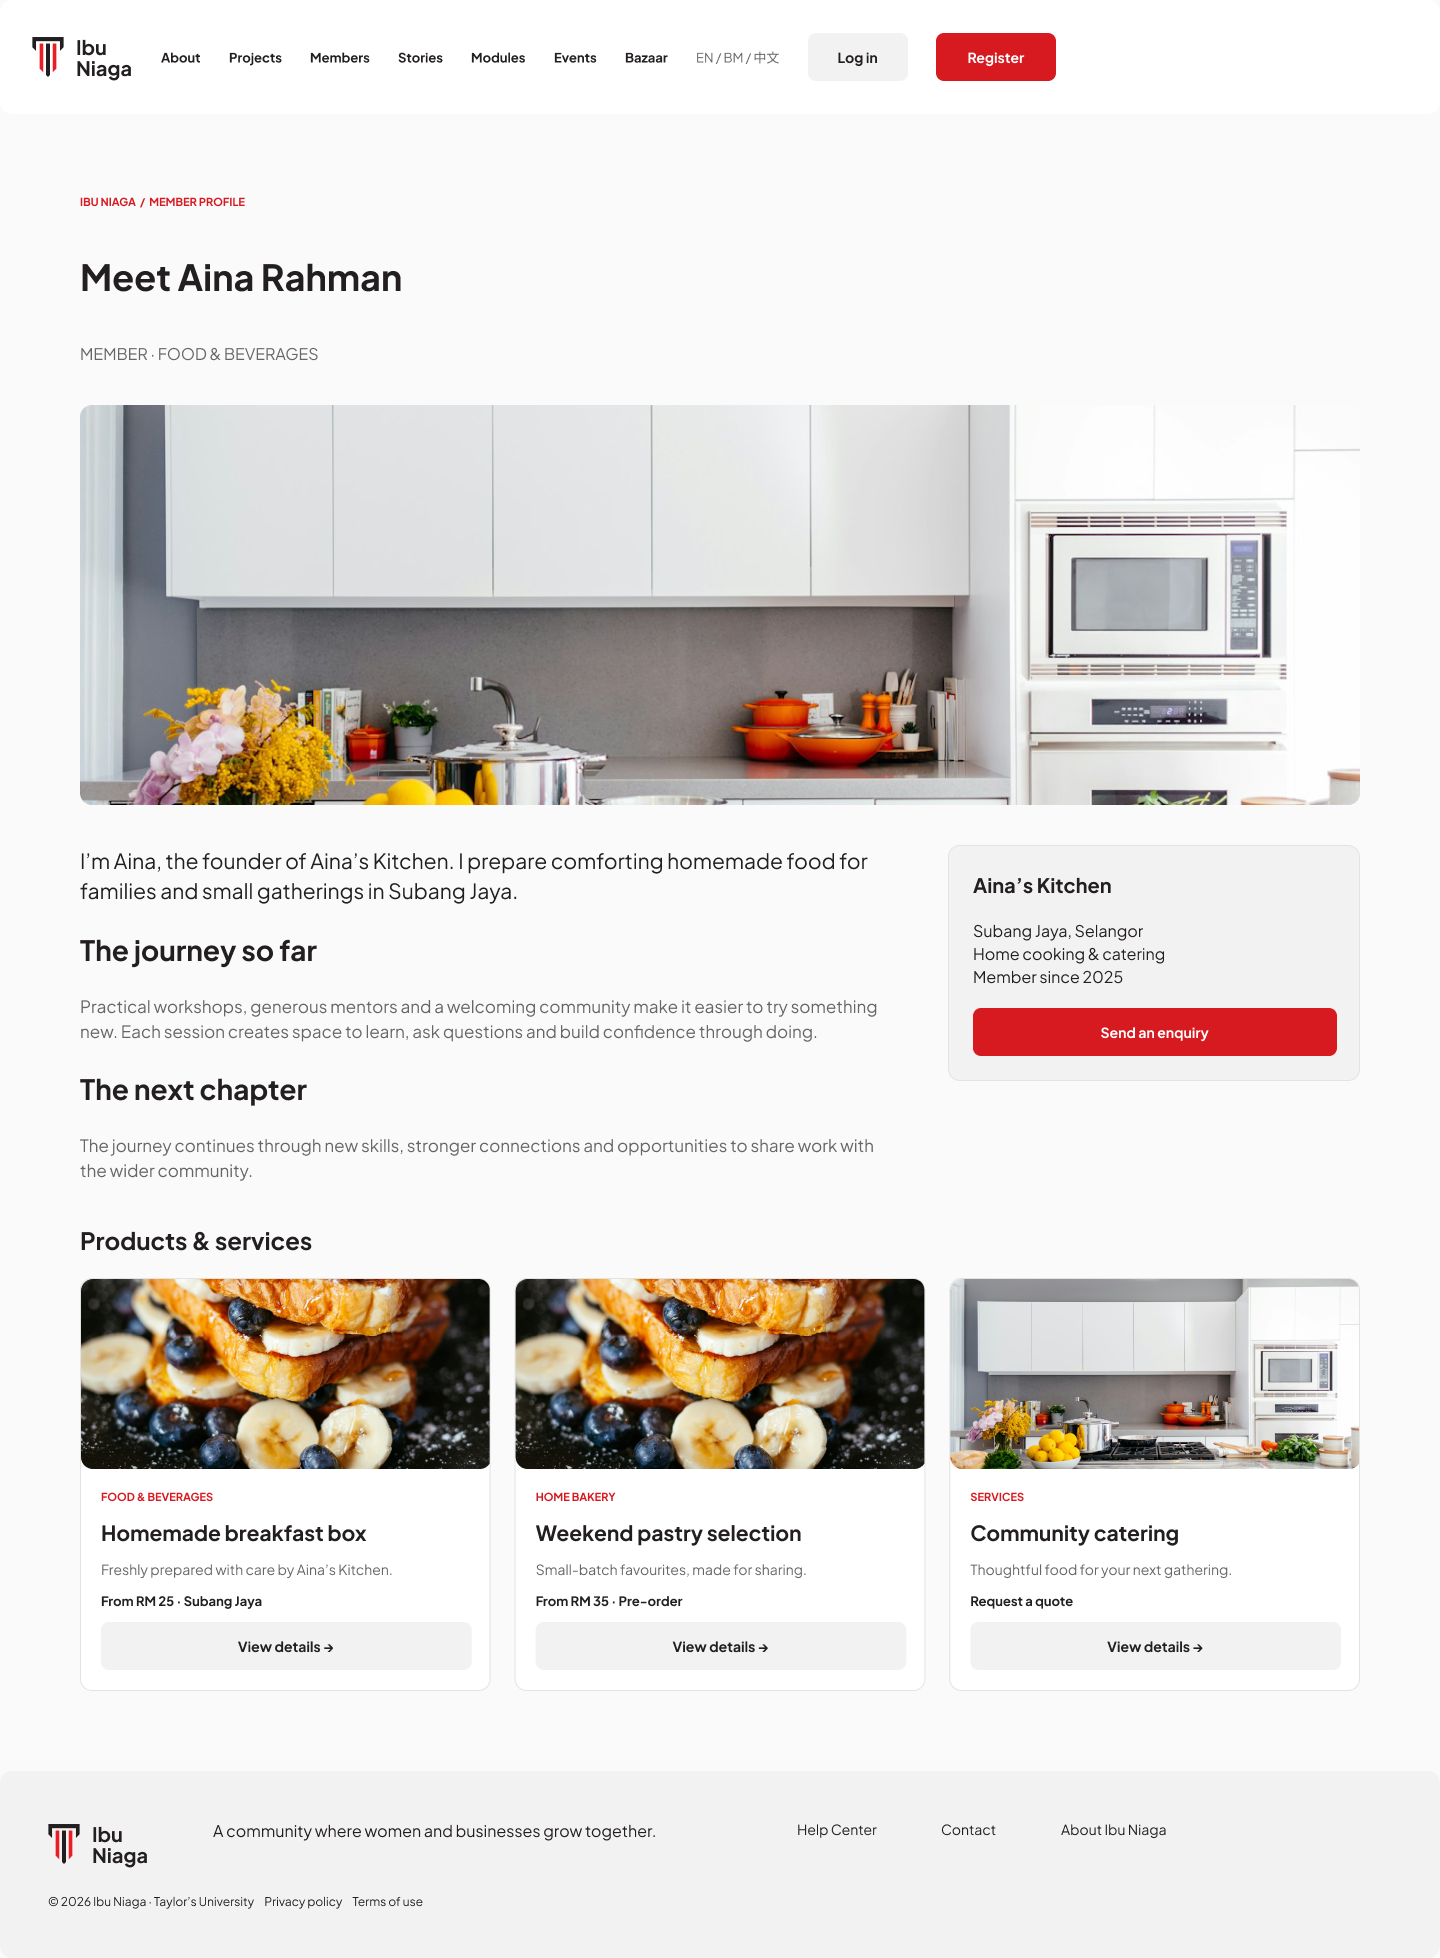 Ibu
Niaga
About
Projects
Members
Stories
Modules
Events
Bazaar
EN / BM / 中文
Log in
Register
IBU NIAGA / MEMBER PROFILE
Meet Aina Rahman
MEMBER · FOOD & BEVERAGES
I’m Aina, the founder of Aina’s Kitchen. I prepare comforting homemade food for
families and small gatherings in Subang Jaya.
The journey so far
Practical workshops, generous mentors and a welcoming community make it easier to try something
new. Each session creates space to learn, ask questions and build confidence through doing.
The next chapter
The journey continues through new skills, stronger connections and opportunities to share work with
the wider community.
Aina’s Kitchen
Subang Jaya, Selangor
Home cooking & catering
Member since 2025
Send an enquiry
Products & services
FOOD & BEVERAGES
Homemade breakfast box
Freshly prepared with care by Aina’s Kitchen.
From RM 25 · Subang Jaya
View details →
HOME BAKERY
Weekend pastry selection
Small-batch favourites, made for sharing.
From RM 35 · Pre-order
View details →
SERVICES
Community catering
Thoughtful food for your next gathering.
Request a quote
View details →
Ibu
Niaga
A community where women and businesses grow together.
Help Center
Contact
About Ibu Niaga
© 2026 Ibu Niaga · Taylor’s University
Privacy policy
Terms of use